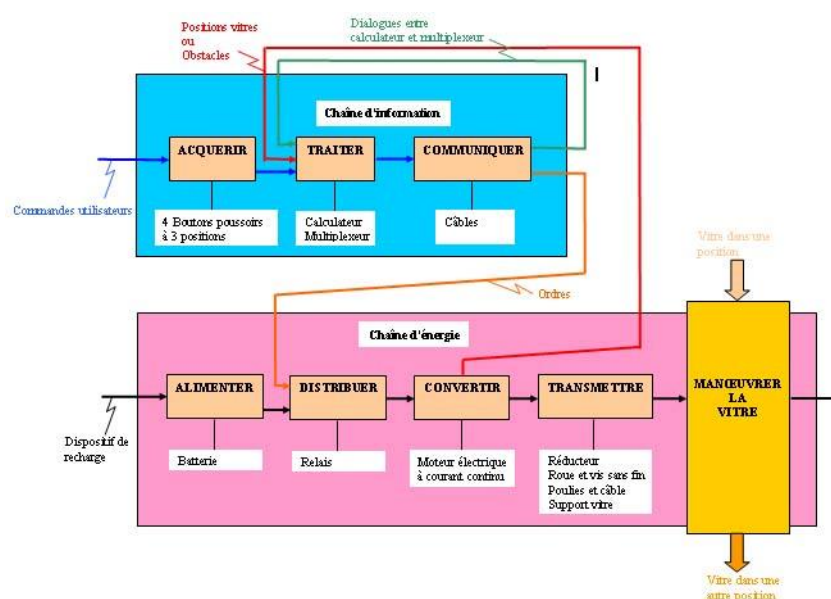 Positions vitres
ou
Obstacles
Dialogues entre
calculateur et multiplexeur
I
Chaîne d'information
ACQUERIR
TRAITER
COMMUNIQUER
Commandes utilisateurs
4 Boutons poussoirs
à 3 positions
Calculateur
Multiplexeur
Câbles
Vitre dans une
position
Ordres
Chaîne d'énergie
ALIMENTER
DISTRIBUER
CONVERTIR
TRANSMETTRE
MANŒUVRER
LA
VITRE
Dispositif de
recharge
Batterie
Relais
Moteur électrique
à courant continu
Réducteur
Roue et vis sans fin
Poulies et câble
Support vitre
Vitre dans une
autre position